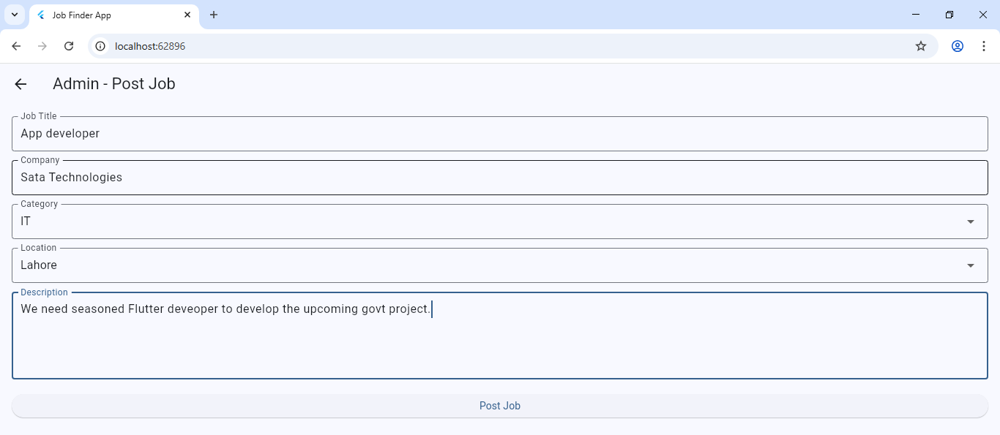 Job Finder App
localhost:62896
Admin - Post Job
Job Title
App developer
Company
Sata Technologies
Category
IT
Location
Lahore
Description
We need seasoned Flutter deveoper to develop the upcoming govt project.
Post Job